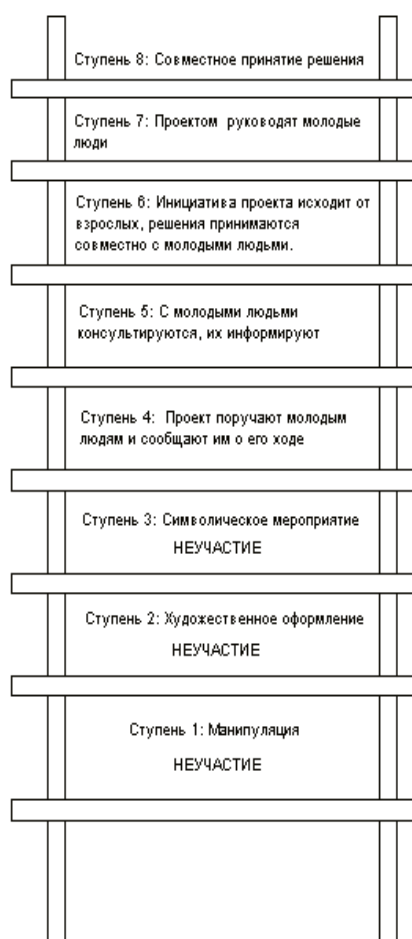 Ступень 8: Совместное принятие решения
Ступень 7: Проектом руководят молодые
люди
Ступень 6: Инициатива проекта исходит от
взрослых, решения принимаются
совместно с молодыми людьми.
Ступень 5: С молодыми людьми
консультируются, их информируют
Ступень 4: Проект поручают молодым
людям и сообщают им о его ходе
Ступень 3: Символическое мероприятие
НЕУЧАСТИЕ
Ступень 2: Художественное оформление
НЕУЧАСТИЕ
Ступень 1: Манипуляция
НЕУЧАСТИЕ